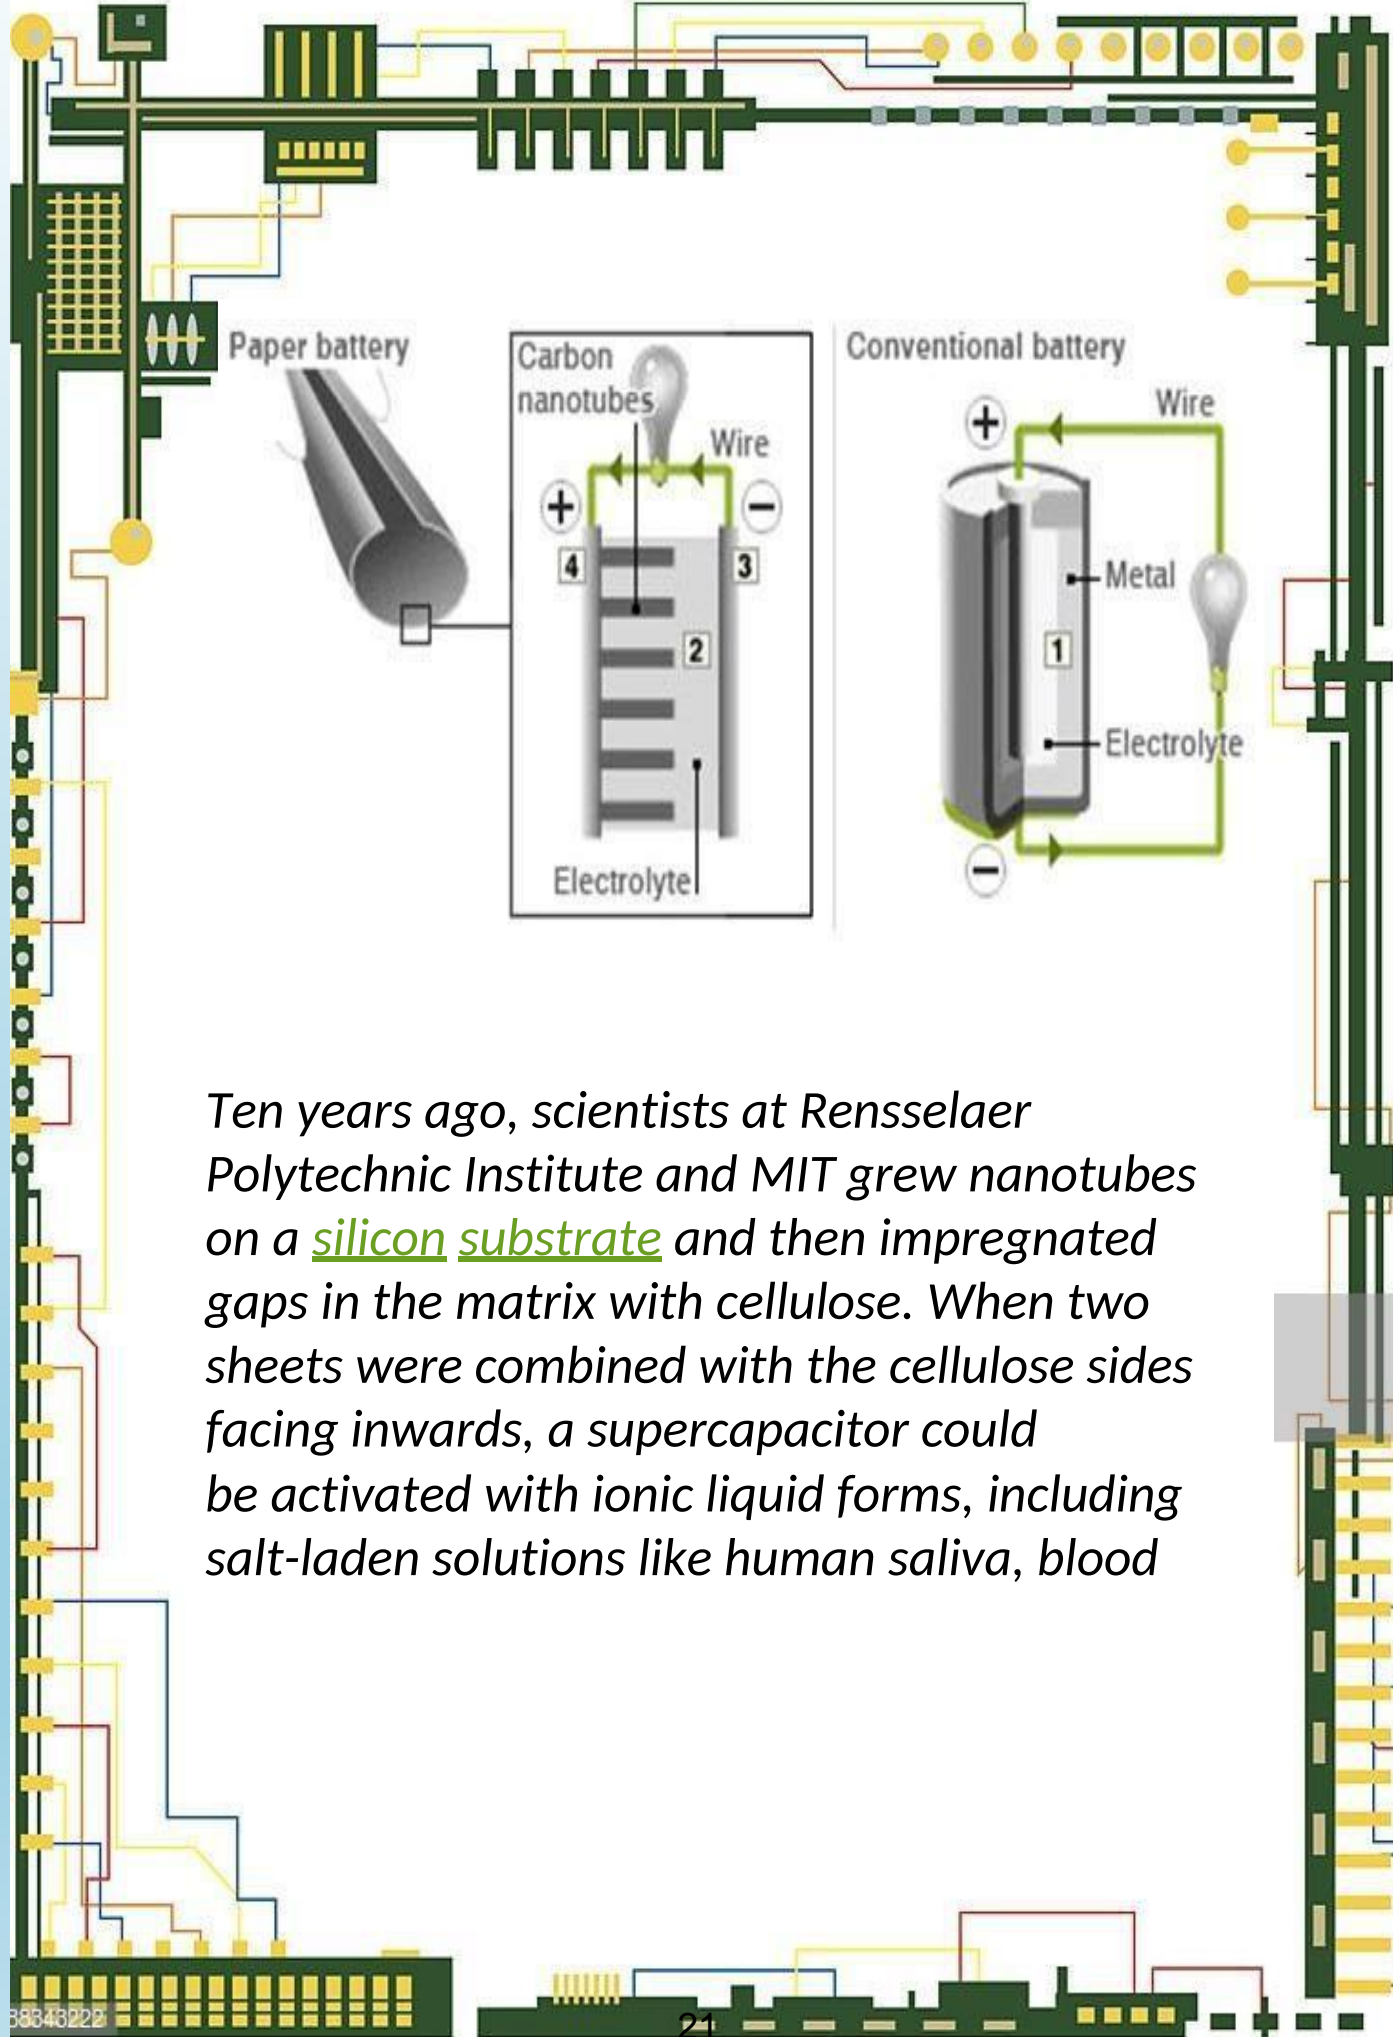 Paper battery
Carbon
nanotubes
Wire
+
−
4
3
2
Electrolyte
Conventional battery
Wire
+
Metal
1
Electrolyte
−
Ten years ago, scientists at Rensselaer
Polytechnic Institute and MIT grew nanotubes
on a silicon substrate and then impregnated
gaps in the matrix with cellulose. When two
sheets were combined with the cellulose sides
facing inwards, a supercapacitor could
be activated with ionic liquid forms, including
salt-laden solutions like human saliva, blood
88343222
21